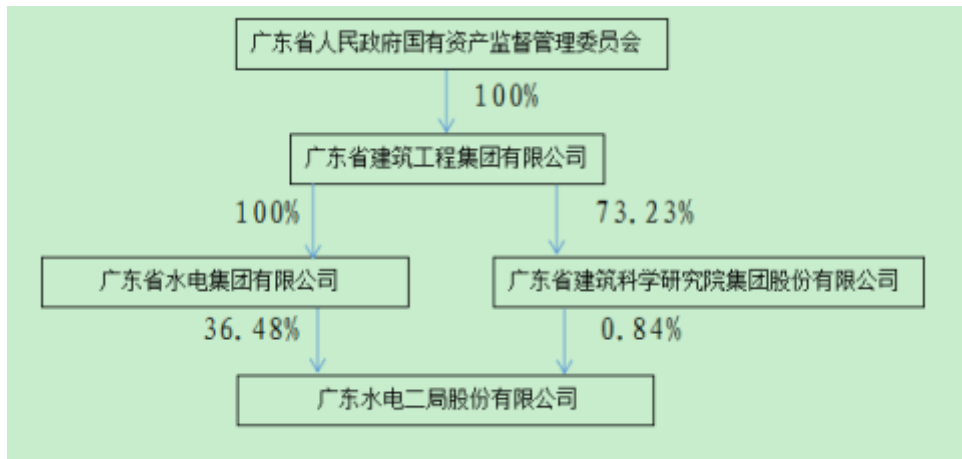 广东省人民政府国有资产监督管理委员会
100%
广东省建筑工程集团有限公司
100%
73.23%
广东省水电集团有限公司
广东省建筑科学研究院集团股份有限公司
36.48%
0.84%
广东水电二局股份有限公司